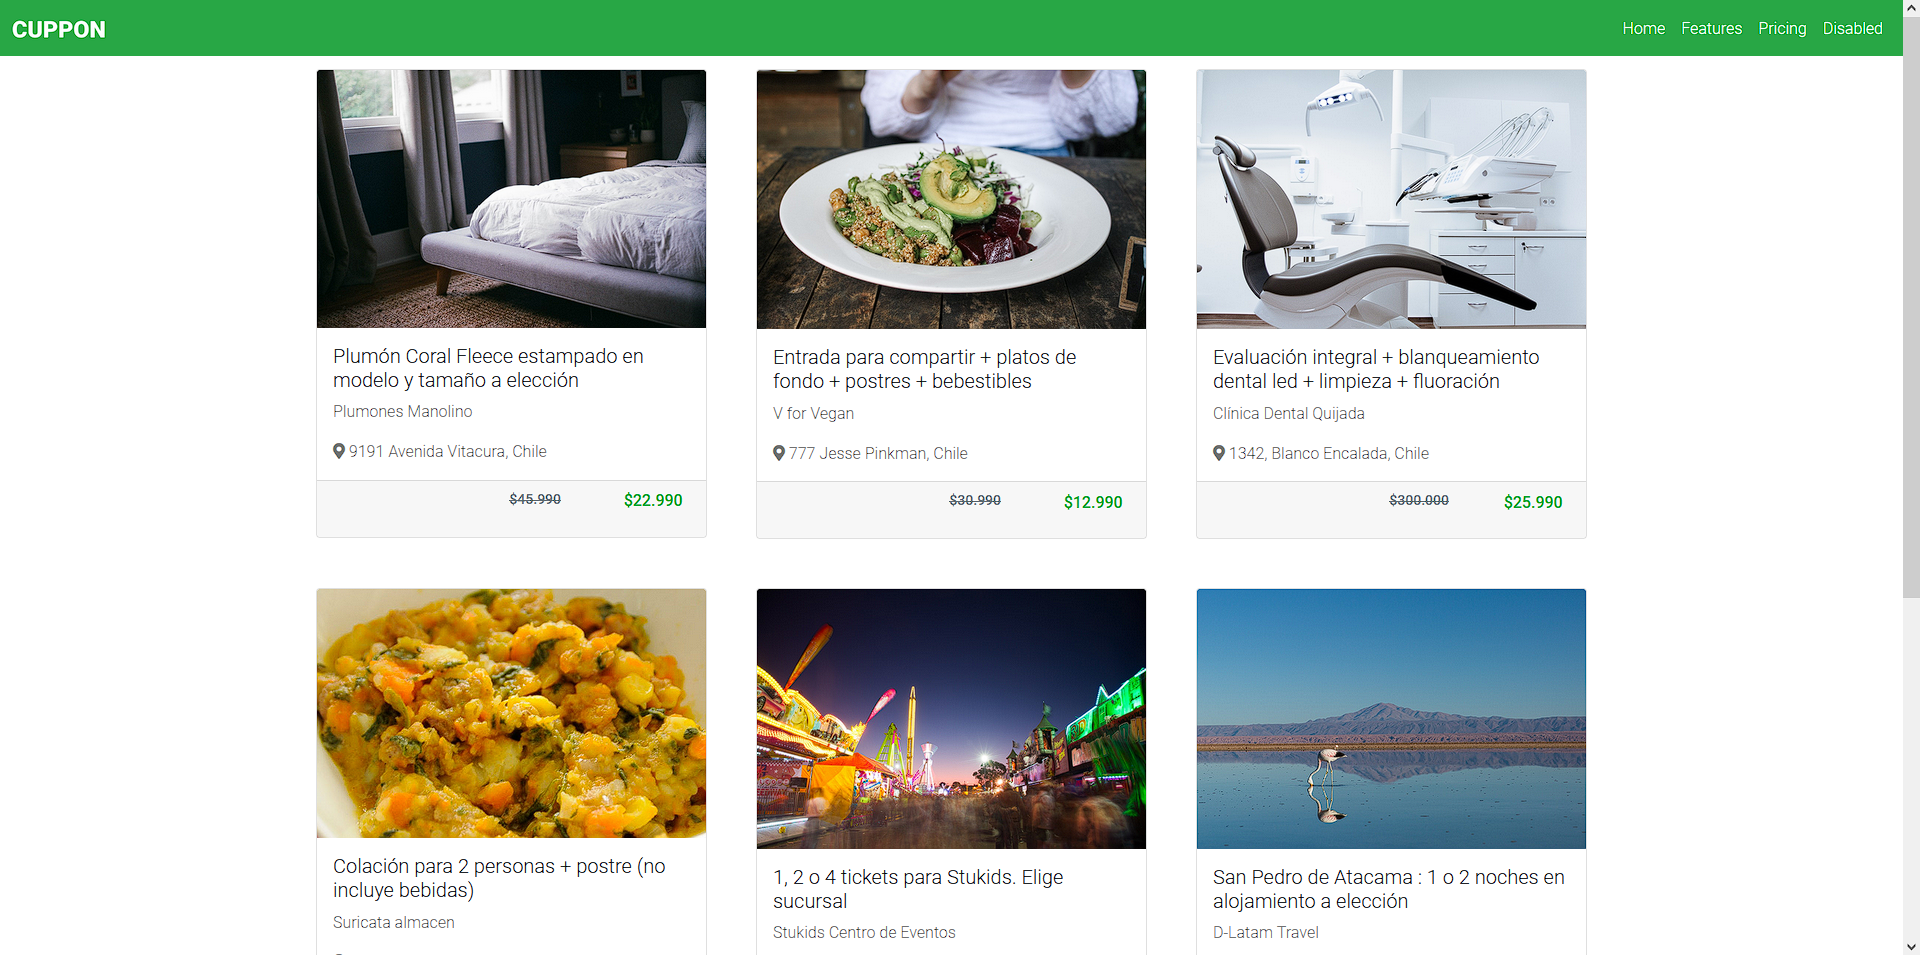 CUPPON
Home Features Pricing Disabled
Plumón Coral Fleece estampado en
modelo y tamaño a elección
Plumones Manolino
9191 Avenida Vitacura, Chile
$45.990 $22.990
Entrada para compartir + platos de
fondo + postres + bebestibles
V for Vegan
777 Jesse Pinkman, Chile
$30.990 $12.990
Evaluación integral + blanqueamiento
dental led + limpieza + fluoración
Clínica Dental Quijada
1342, Blanco Encalada, Chile
$300.000 $25.990
Colación para 2 personas + postre (no
incluye bebidas)
Suricata almacen
1, 2 o 4 tickets para Stukids. Elige
sucursal
Stukids Centro de Eventos
San Pedro de Atacama : 1 o 2 noches en
alojamiento a elección
D-Latam Travel